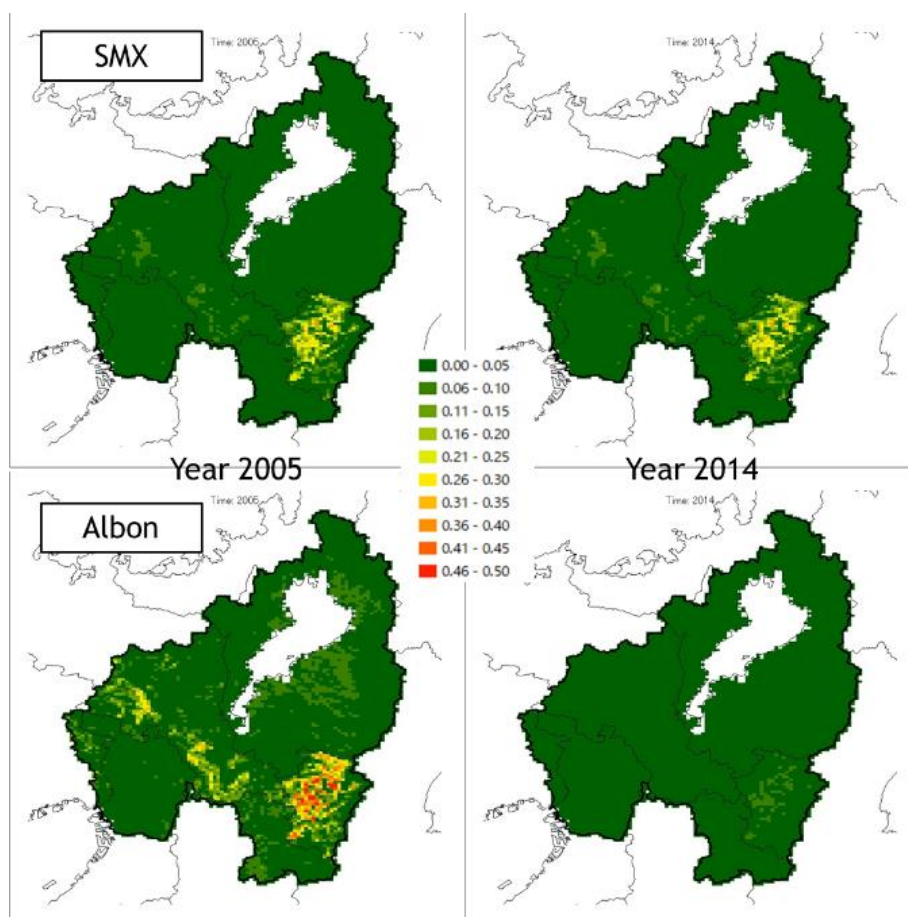 SMX
Time: 2005
Time: 2014
0.00 - 0.05
0.06 - 0.10
0.11 - 0.15
0.16 - 0.20
0.21 - 0.25
0.26 - 0.30
0.31 - 0.35
0.36 - 0.40
0.41 - 0.45
0.46 - 0.50
Year 2005
Year 2014
Albon
Time: 2005
Time: 2014